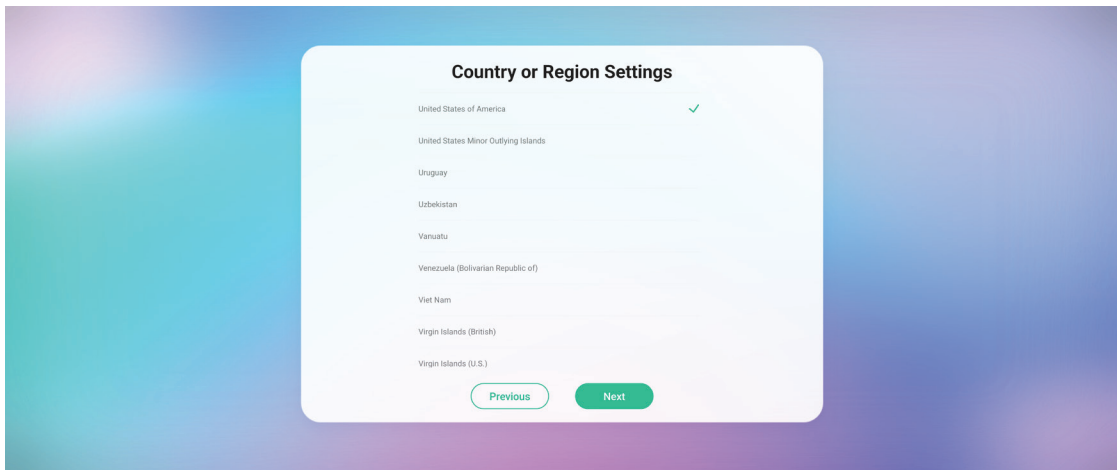 Country or Region Settings
United States of America
United States Minor Outlying Islands
Uruguay
Uzbekistan
Vanuatu
Venezuela (Bolivarian Republic of)
Viet Nam
Virgin Islands (British)
Virgin Islands (U.S.)
Previous
Next